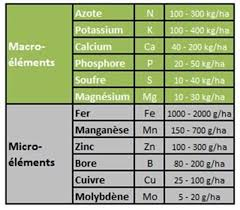 Macro-éléments
Azote N 100 - 300 kg/ha
Potassium K 100 - 400 kg/ha
Calcium Ca 40 - 200 kg/ha
Phosphore P 20 - 50 kg/ha
Soufre S 10 - 40 kg/ha
Magnésium Mg 10 - 30 kg/ha
Micro-éléments
Fer Fe 1000 - 2000 g/ha
Manganèse Mn 150 - 700 g/ha
Zinc Zn 100 - 300 g/ha
Bore B 80 - 200 g/ha
Cuivre Cu 25 - 100 g/ha
Molybdène Mo 5 - 20 g/ha